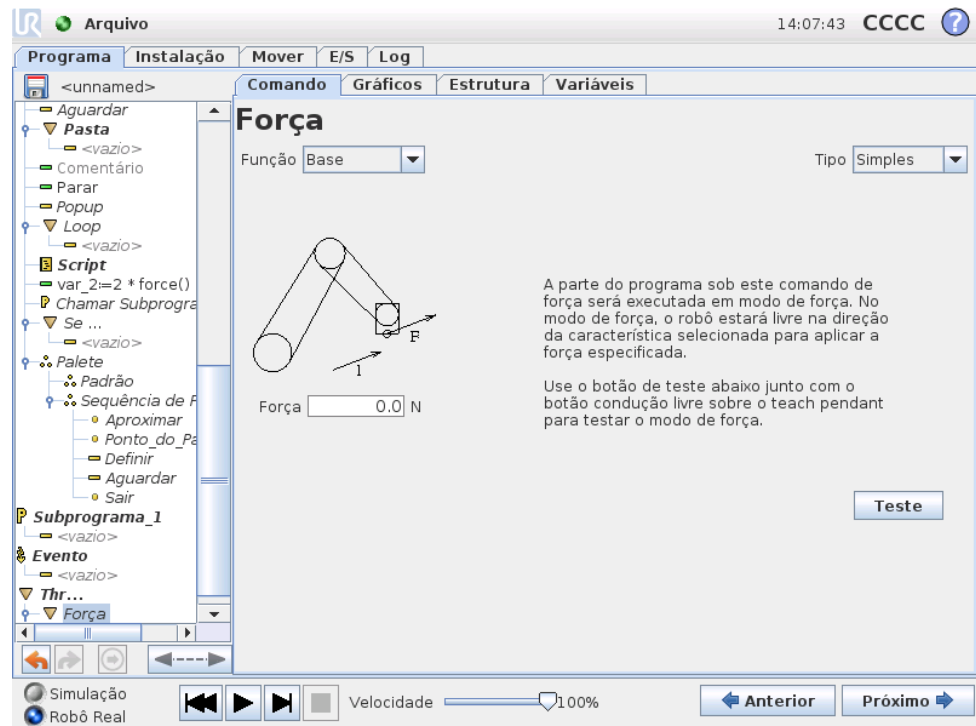 UR Arquivo 14:07:43 CCCC ?
Programa Instalação Mover E/S Log
<unnamed>
Comando Gráficos Estrutura Variáveis
Aguardar
Pasta
<vazio>
Comentário
Parar
Popup
Loop
<vazio>
Script
var_2:=2 * force()
Chamar Subprogra
Se ...
<vazio>
Palete
Padrão
Sequência de F
Aproximar
Ponto_do_Pa
Definir
Aguardar
Sair
P Subprograma_1
<vazio>
Evento
<vazio>
Thr...
Força
Força
Função Base
Tipo Simples
F
1
Força 0.0 N
A parte do programa sob este comando de
força será executada em modo de força. No
modo de força, o robô estará livre na direção
da característica selecionada para aplicar a
força especificada.
Use o botão de teste abaixo junto com o
botão condução livre sobre o teach pendant
para testar o modo de força.
Teste
Simulação
Robô Real
Velocidade 100%
Anterior Próximo